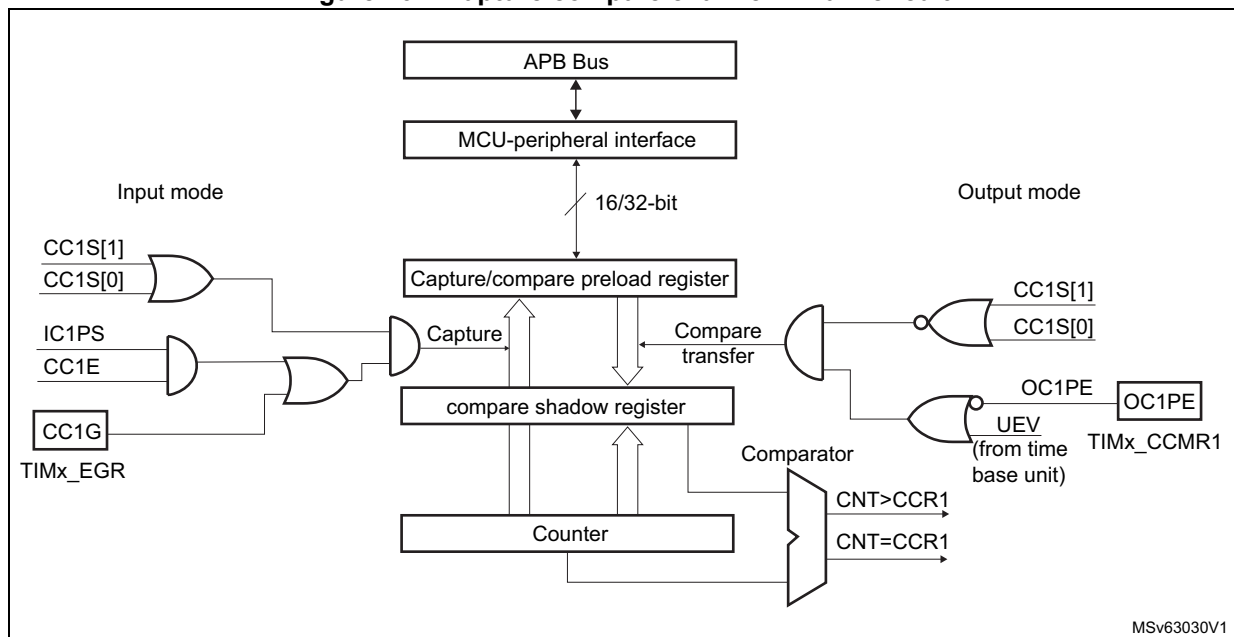 APB Bus
MCU-peripheral interface
Input mode
16/32-bit
Output mode
CC1S[1]
CC1S[0]
Capture/compare preload register
CC1S[1]
CC1S[0]
IC1PS
CC1E
Capture
Compare
transfer
compare shadow register
OC1PE
OC1PE
CC1G
TIMx_EGR
UEV
(from time
base unit)
TIMx_CCMR1
Comparator
CNT>CCR1
Counter
CNT=CCR1
MSv63030V1